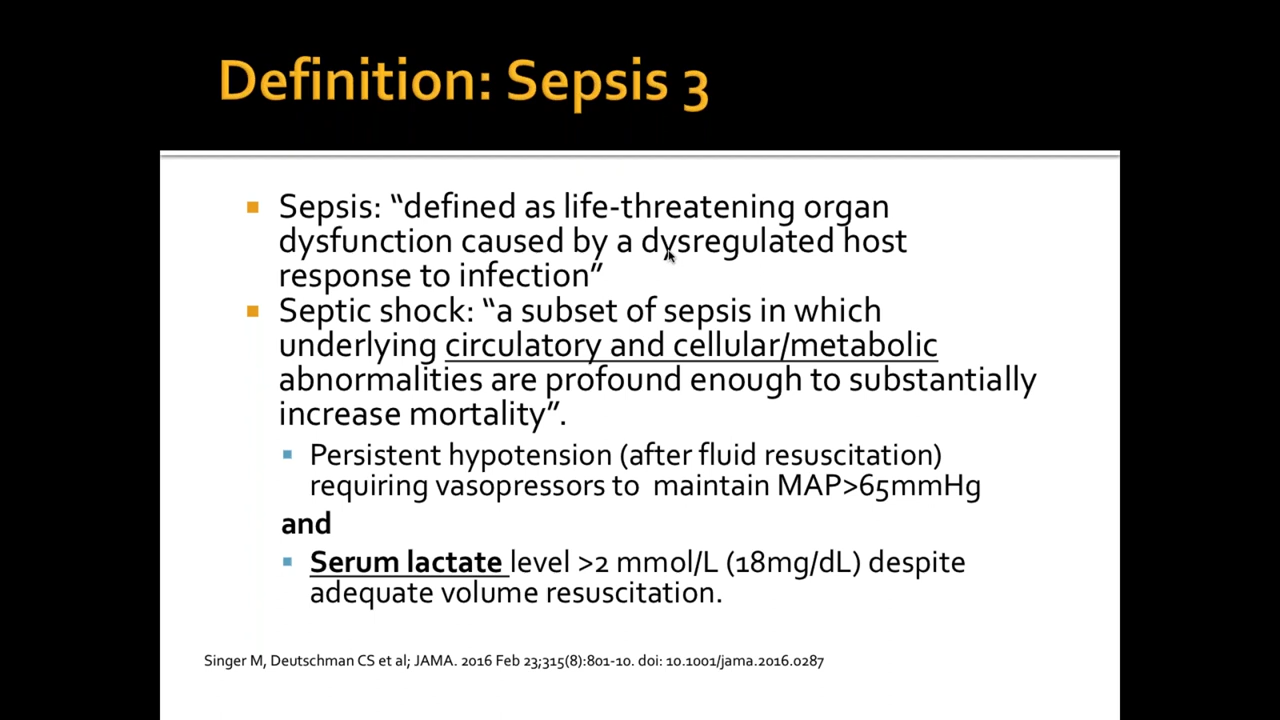 Definition: Sepsis 3
Sepsis: “defined as life-threatening organ
dysfunction caused by a dysregulated host
response to infection”
Septic shock: “a subset of sepsis in which
underlying circulatory and cellular/metabolic
abnormalities are profound enough to substantially
increase mortality”.
Persistent hypotension (after fluid resuscitation)
requiring vasopressors to maintain MAP>65mmHg
and
Serum lactate level >2 mmol/L (18mg/dL) despite
adequate volume resuscitation.
Singer M, Deutschman CS et al; JAMA. 2016 Feb 23;315(8):801-10. doi: 10.1001/jama.2016.0287